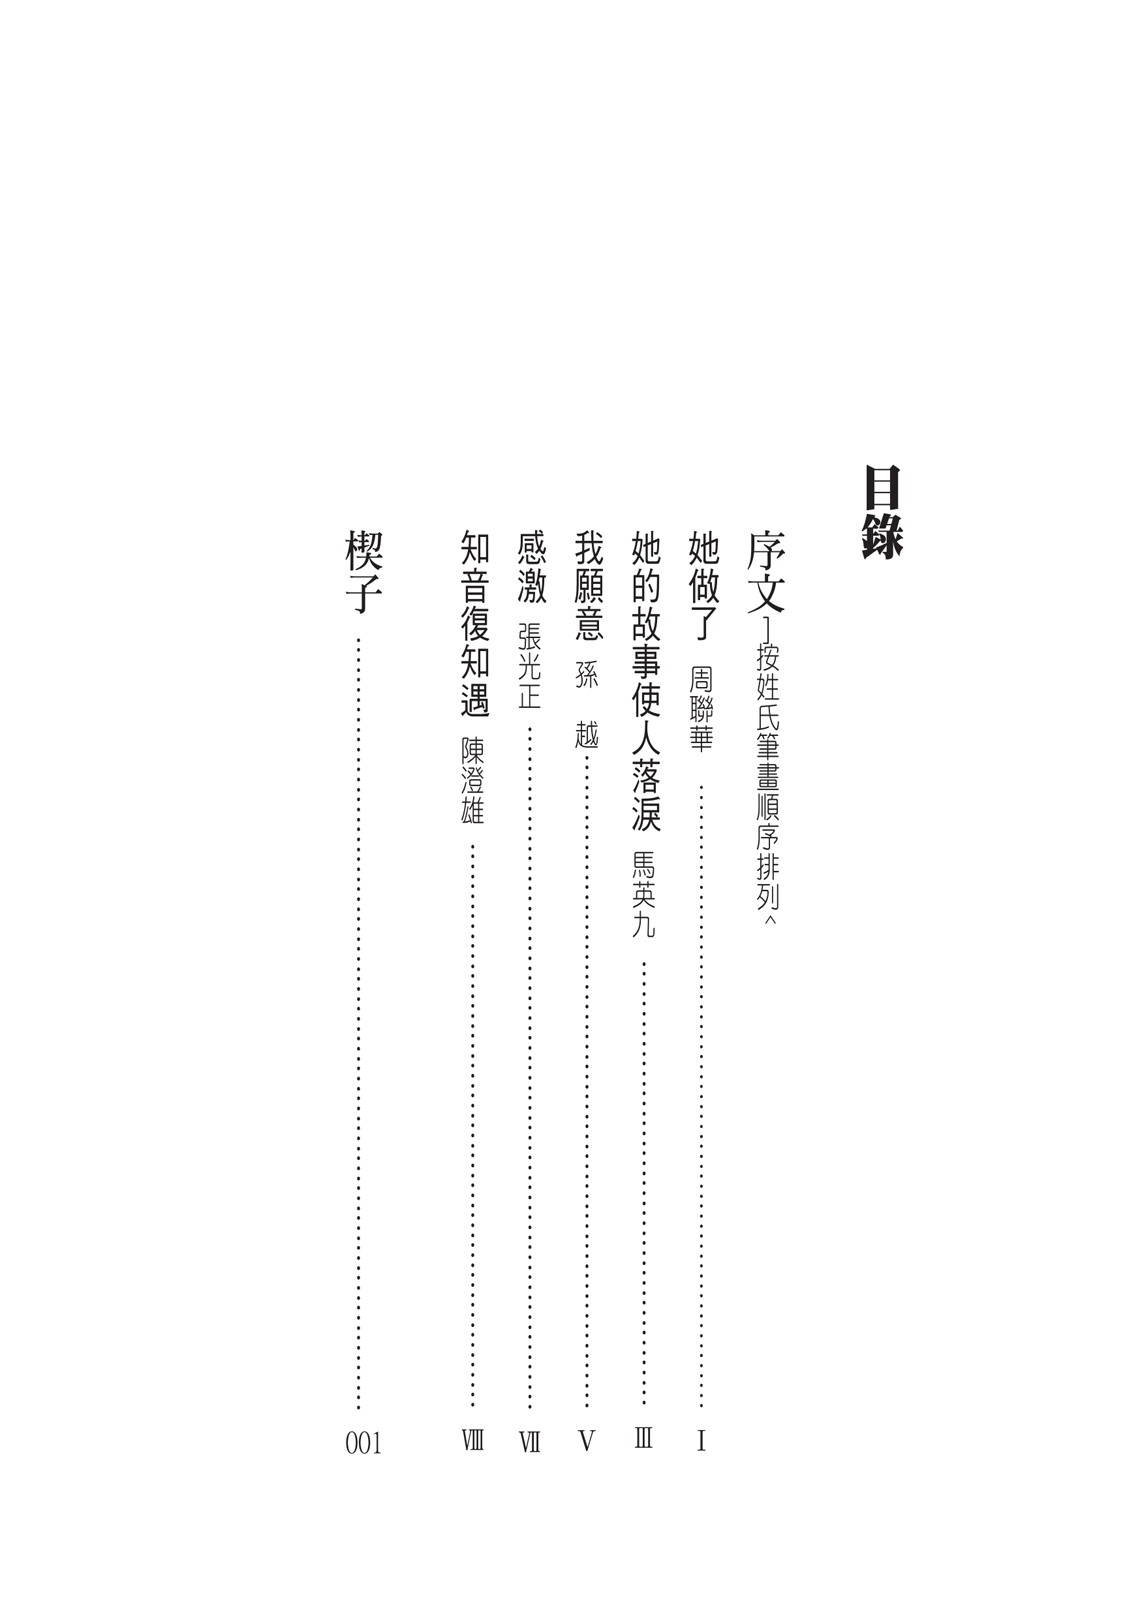 目錄
序文﹞按姓氏筆畫順序排列^
她做了 周聯華 …… I
她的故事使人落淚 馬英九 …… Ⅲ
我願意 孫　越 …… V
感激 張光正 …… Ⅶ
知音復知遇 陳澄雄 …… Ⅷ
楔子 …… 001